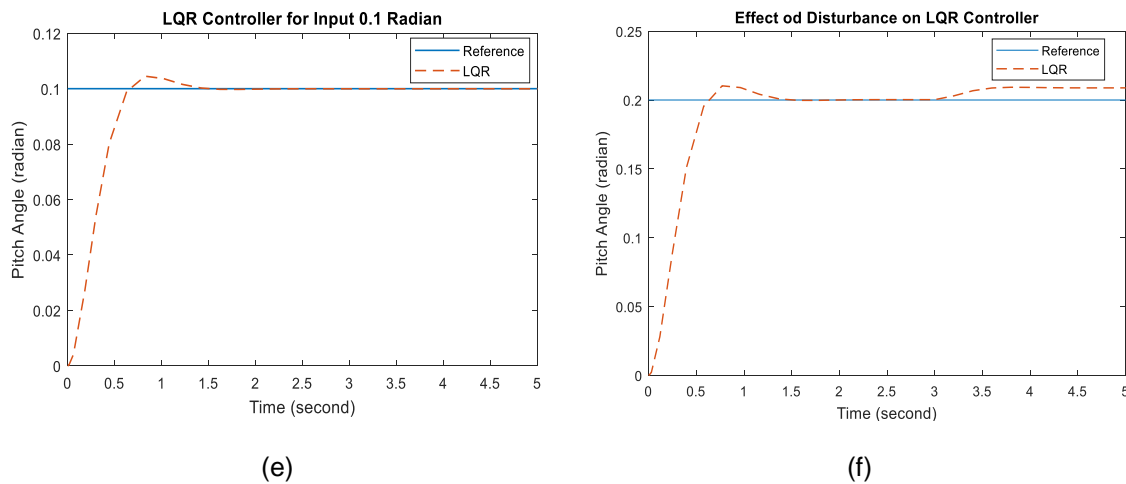 LQR Controller for Input 0.1 Radian
0.12
0.1
0.08
0.06
0.04
0.02
0
Pitch Angle (radian)
Reference
LQR
0 0.5 1 1.5 2 2.5 3 3.5 4 4.5 5
Time (second)
(e)
Effect od Disturbance on LQR Controller
0.25
0.2
0.15
0.1
0.05
0
Pitch Angle (radian)
Reference
LQR
0 0.5 1 1.5 2 2.5 3 3.5 4 4.5 5
Time (second)
(f)